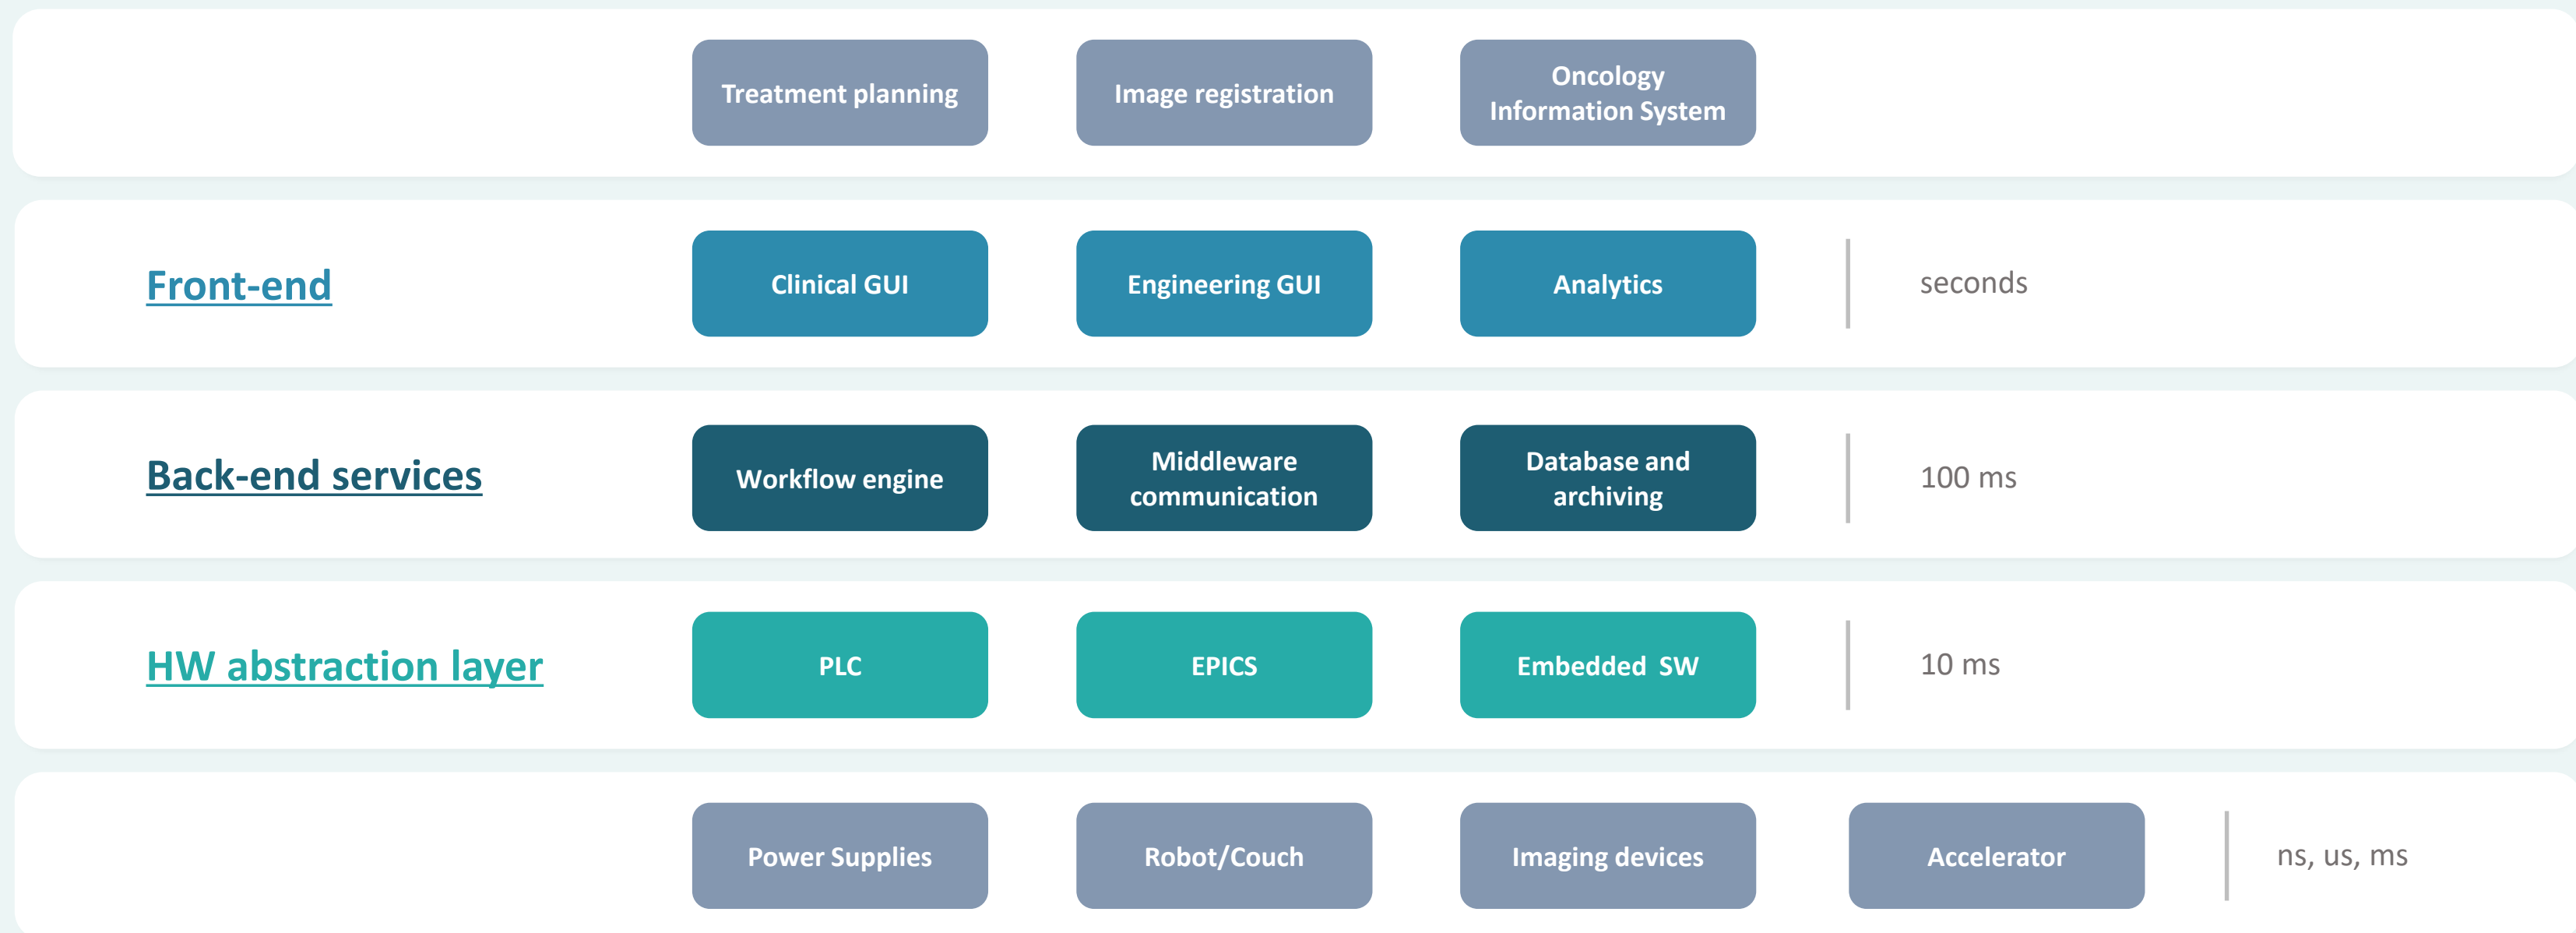 Treatment planning
Image registration
Oncology
Information System
Front-end
Clinical GUI
Engineering GUI
Analytics
seconds
Back-end services
Workflow engine
Middleware
communication
Database and
archiving
100 ms
HW abstraction layer
PLC
EPICS
Embedded  SW
10 ms
Power Supplies
Robot/Couch
Imaging devices
Accelerator
ns, us, ms